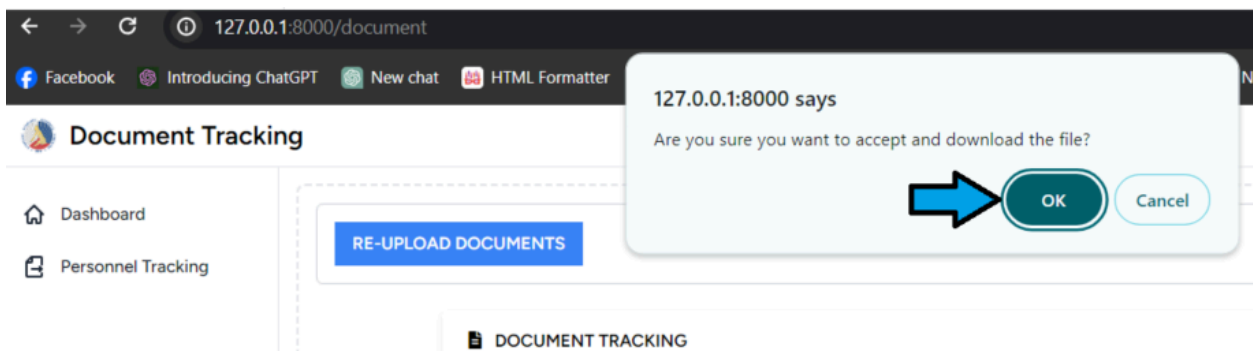 127.0.0.1:8000/document
Facebook Introducing ChatGPT New chat HTML Formatter N
127.0.0.1:8000 says
Are you sure you want to accept and download the file?
OK Cancel
Document Tracking
Dashboard
Personnel Tracking
RE-UPLOAD DOCUMENTS
DOCUMENT TRACKING